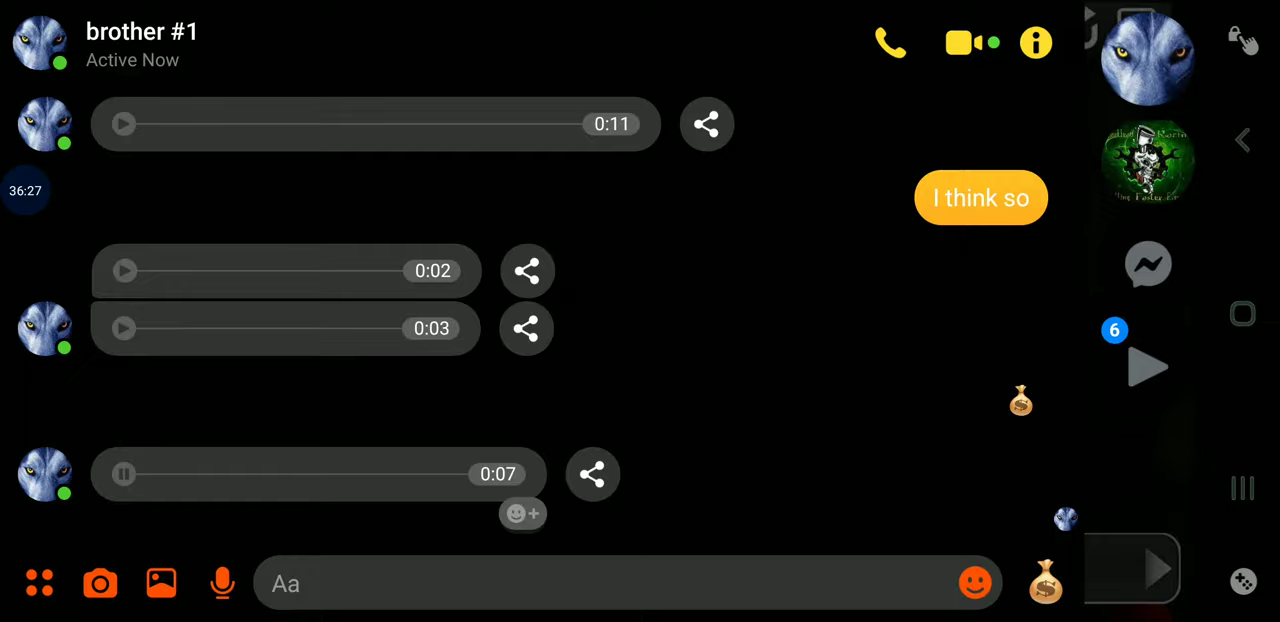 brother #1
Active Now
0:11
36:27
I think so
0:02
0:03
6
0:07
Aa